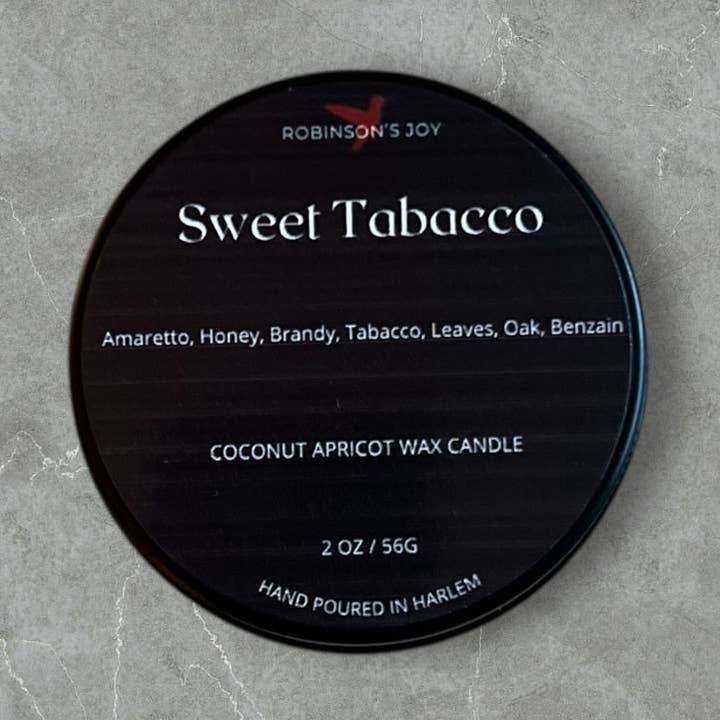 ROBINSON'S JOY
Sweet Tabacco
Amaretto, Honey, Brandy, Tabacco, Leaves, Oak, Benzain
COCONUT APRICOT WAX CANDLE
2 OZ / 56G
HAND POURED IN HARLEM